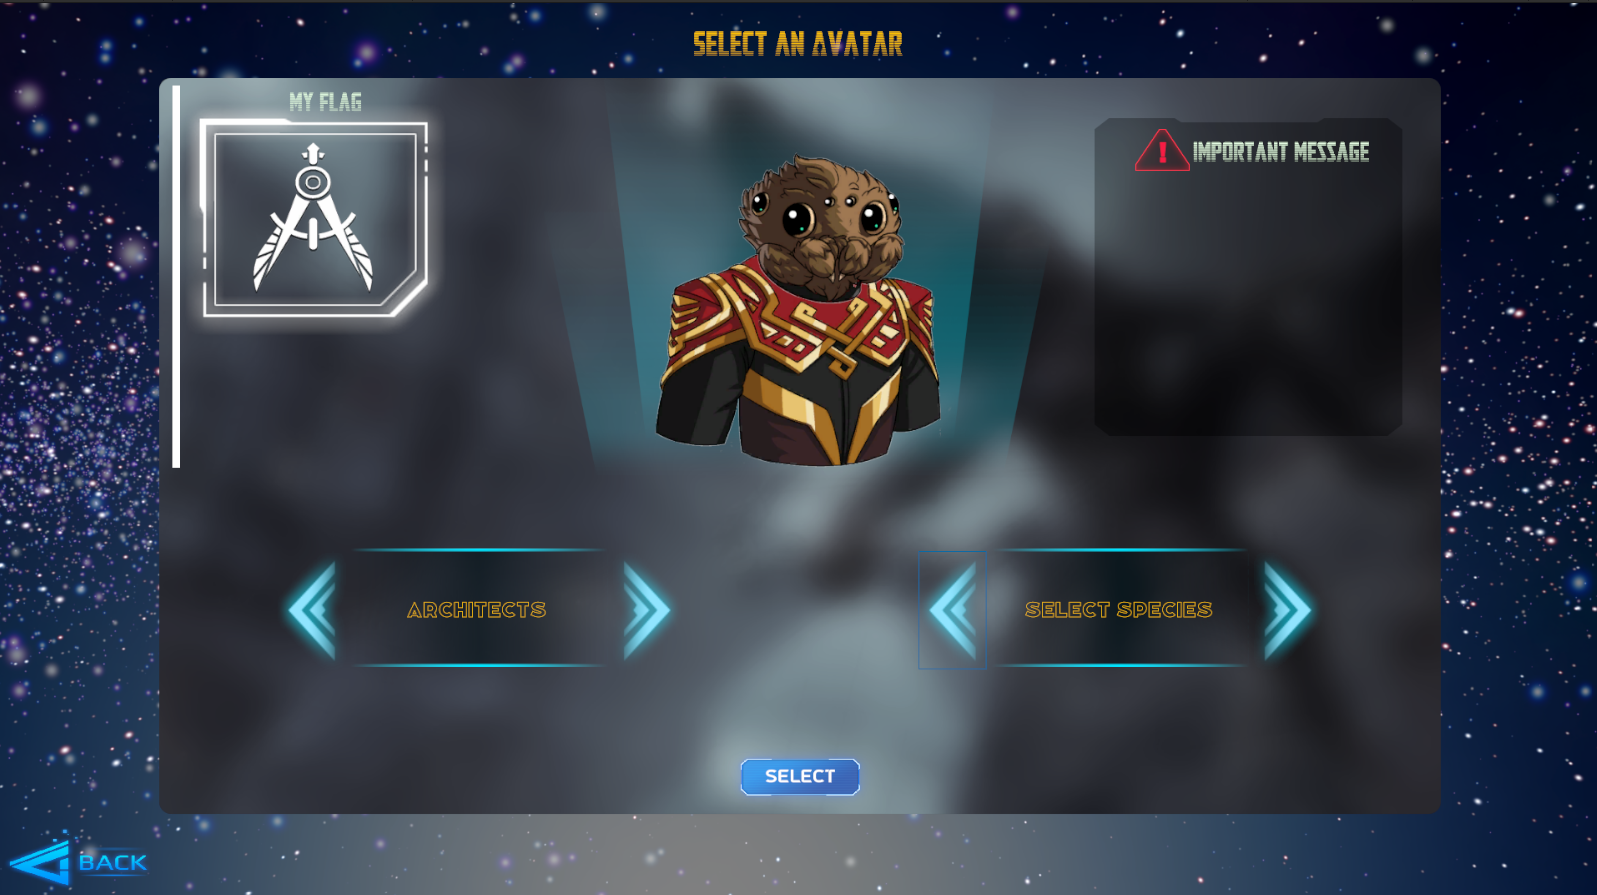 SELECT AN AVATAR
MY FLAG
IMPORTANT MESSAGE
ARCHITECTS
SELECT SPECIES
SELECT
BACK